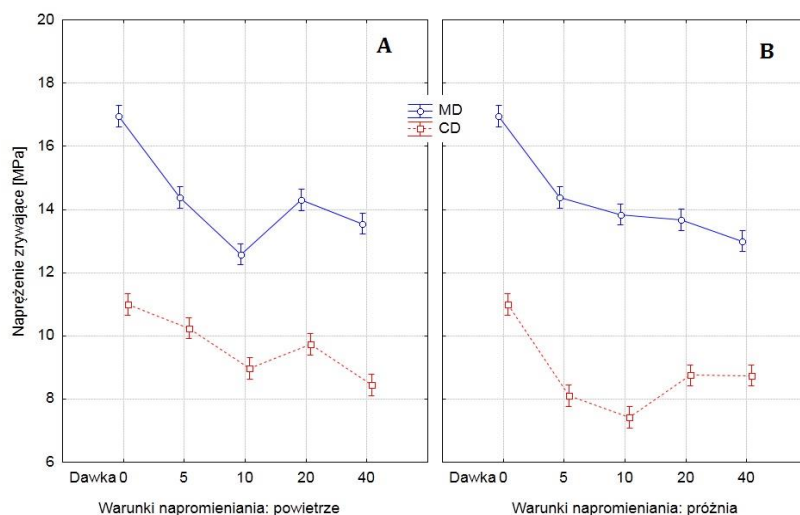 20
18
16
14
12
10
8
6
Naprężenie zrywające [MPa]
A
B
MD
CD
Dawka 0 5 10 20 40
Dawka 0 5 10 20 40
Warunki napromieniania: powietrze
Warunki napromieniania: próżnia